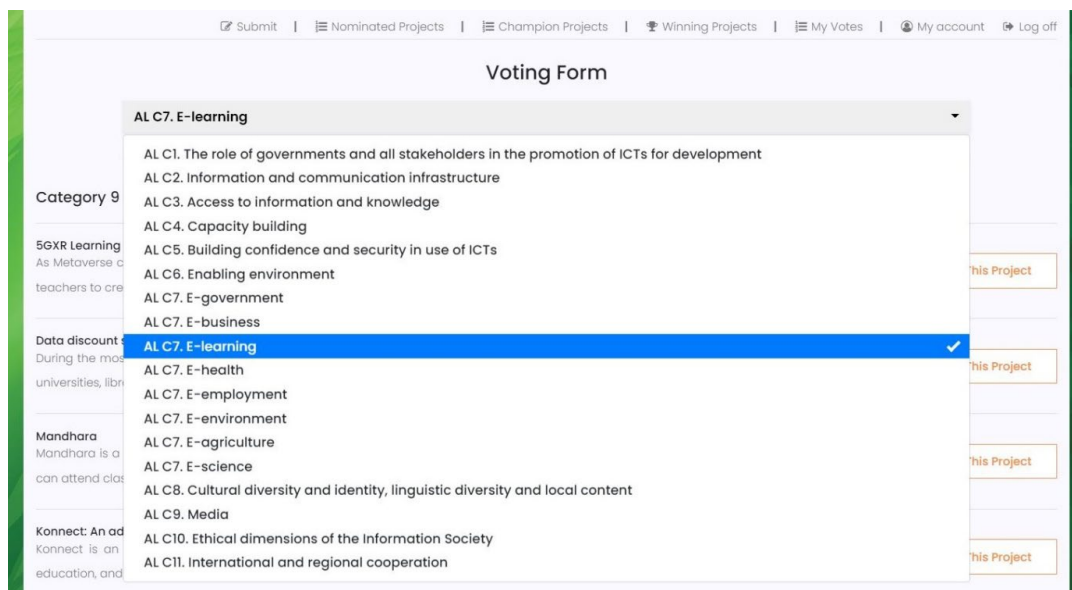 Submit | Nominated Projects | Champion Projects | Winning Projects | My Votes | My account Log off
Voting Form
AL C7. E-learning
AL C1. The role of governments and all stakeholders in the promotion of ICTs for development
AL C2. Information and communication infrastructure
Category 9
AL C3. Access to information and knowledge
AL C4. Capacity building
5GXR Learning
AL C5. Building confidence and security in use of ICTs
As Metaverse c
his Project
AL C6. Enabling environment
teachers to cre
AL C7. E-government
AL C7. E-business
Data discount s
AL C7. E-learning
During the mos
his Project
AL C7. E-health
universities, libr
AL C7. E-employment
AL C7. E-environment
Mandhara
AL C7. E-agriculture
Mandhara is a
his Project
AL C7. E-science
can attend clas
AL C8. Cultural diversity and identity, linguistic diversity and local content
AL C9. Media
Konnect: An ad
AL C10. Ethical dimensions of the Information Society
Konnect is an
his Project
AL C11. International and regional cooperation
education, and